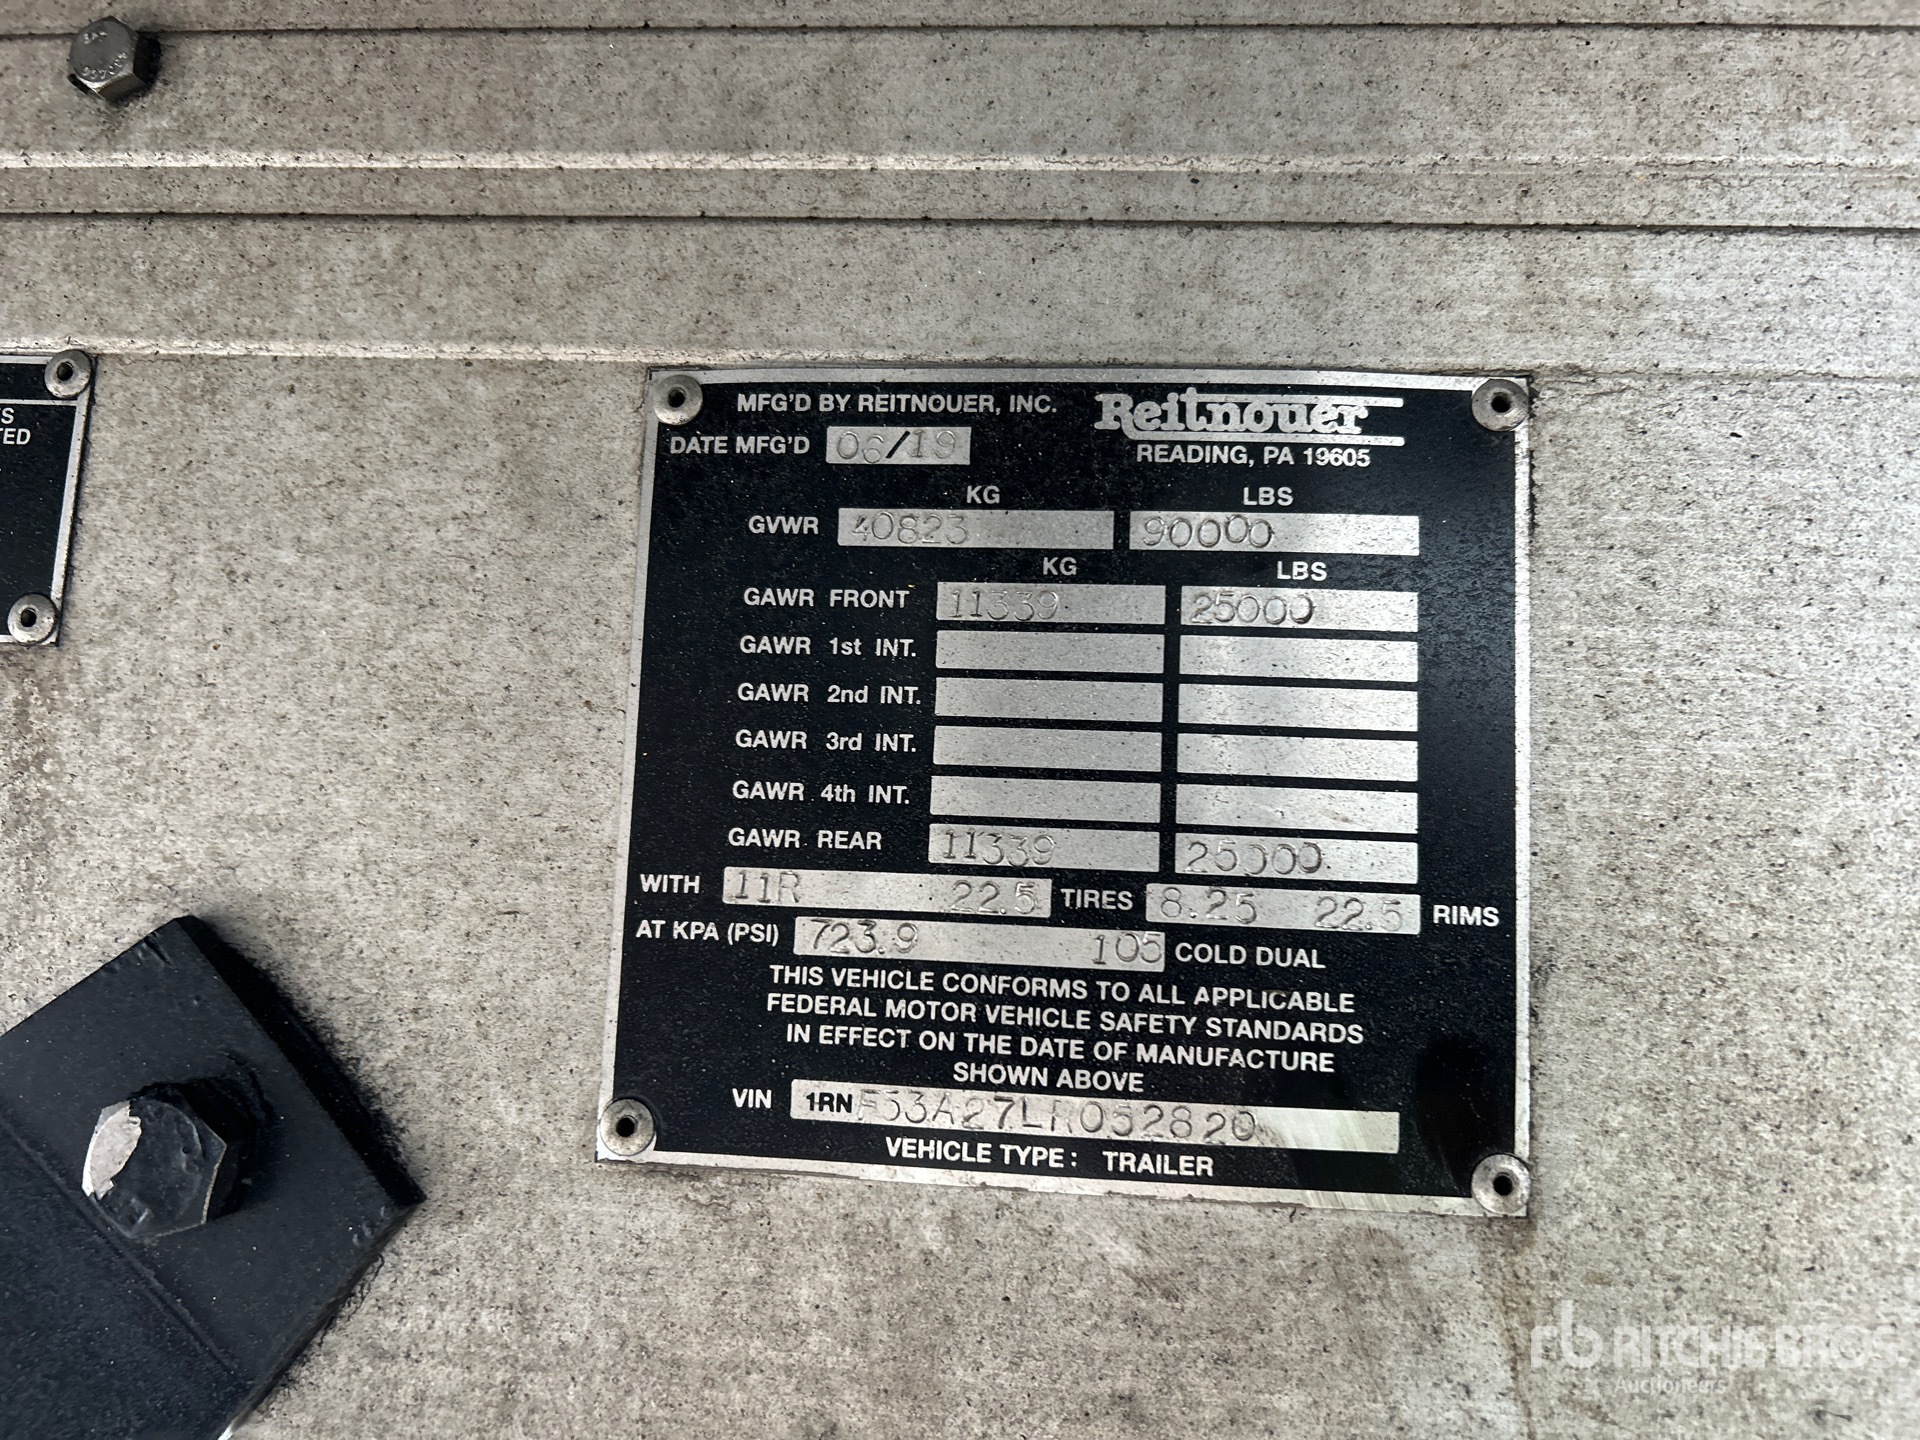 S
TED
MFG'D BY REITNOUER, INC. Reitnouer
DATE MFG'D 06/19 READING, PA 19605
KG LBS
GVWR 40823 90000
KG LBS
GAWR FRONT 11339 25000
GAWR 1st INT.
GAWR 2nd INT.
GAWR 3rd INT.
GAWR 4th INT.
GAWR REAR 11339 25000
WITH 11R 22.5 TIRES 8.25 22.5 RIMS
AT KPA (PSI) 723.9 105 COLD DUAL
THIS VEHICLE CONFORMS TO ALL APPLICABLE
FEDERAL MOTOR VEHICLE SAFETY STANDARDS
IN EFFECT ON THE DATE OF MANUFACTURE
SHOWN ABOVE
VIN 1RNF53A27LR052820
VEHICLE TYPE: TRAILER
rb RITCHIE BROS.
Auctioneers